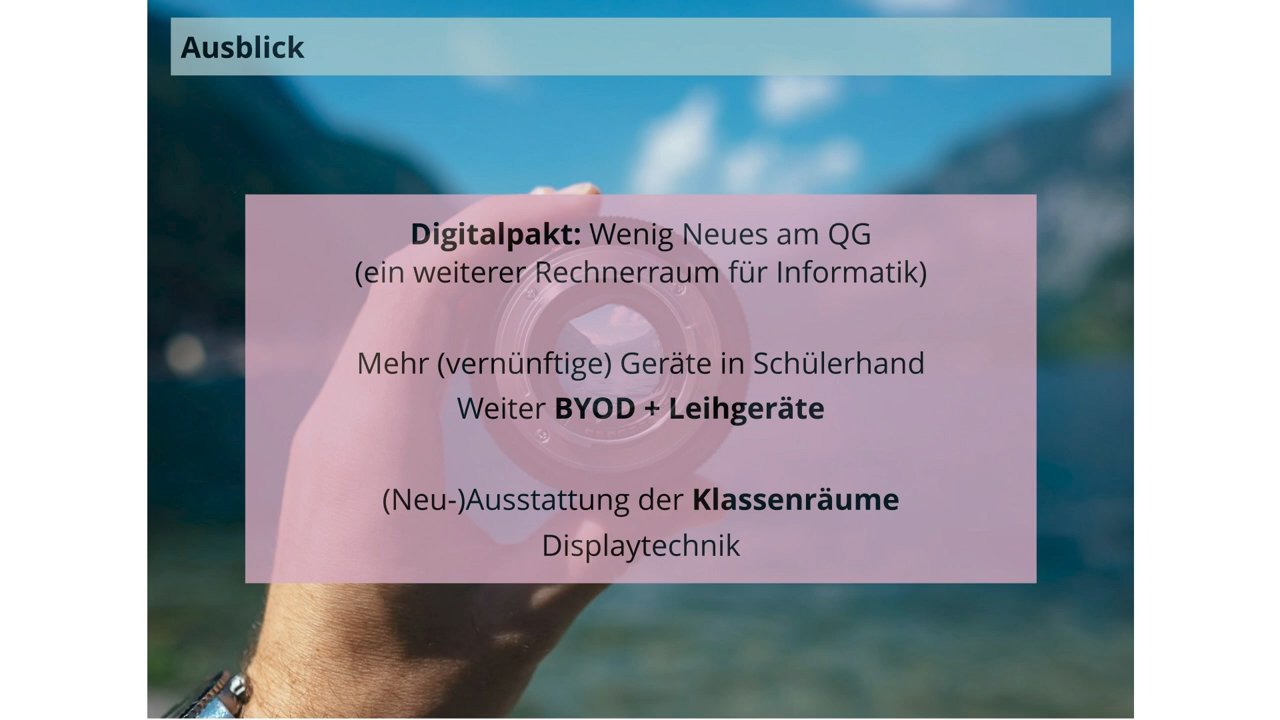 Ausblick
Digitalpakt: Wenig Neues am QG
(ein weiterer Rechnerraum für Informatik)
Mehr (vernünftige) Geräte in Schülerhand
Weiter BYOD + Leihgeräte
(Neu-)Ausstattung der Klassenräume
Displaytechnik